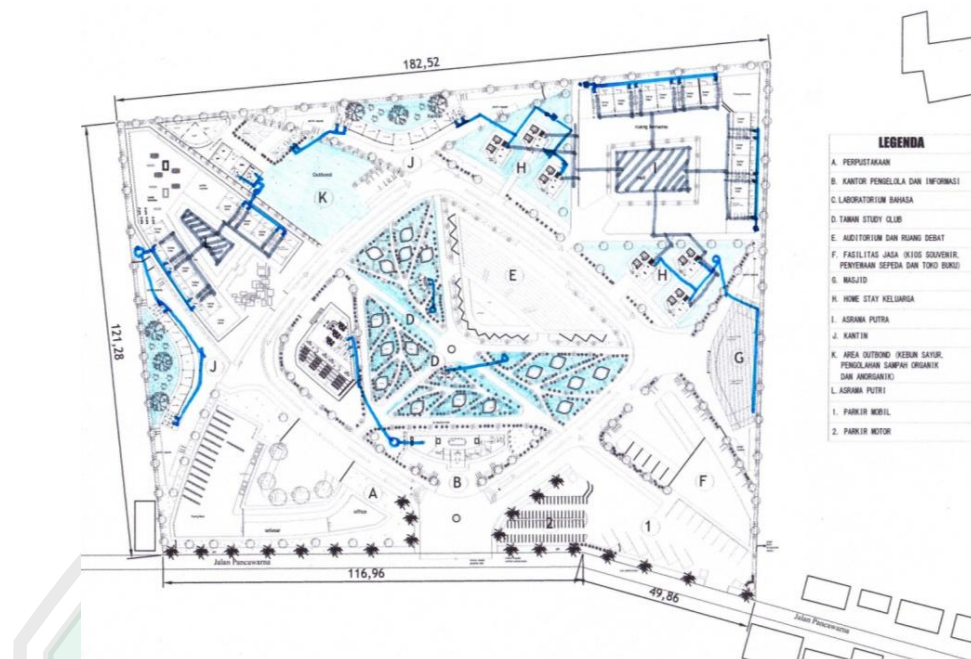 182,52
LEGENDA
A. PERPUSTAKAAN
B. KANTOR PENGELOLA DAN INFORMASI
C. LABORATORIUM BAHASA
D. TAMAN STUDY CLUB
E. AUDITORIUM DAN RUANG DEBAT
F. FASILITAS JASA (KIOS SOUVENIR,
PENYEWAAN SEPEDA DAN TOKO BUKU)
G. MASJID
H. HOME STAY KELUARGA
I. ASRAMA PUTRA
J. KANTIN
K. AREA OUTBOND (KEBUN SAYUR,
PENGOLAHAN SAMPAH ORGANIK
DAN ANORGANIK)
L. ASRAMA PUTRI
1. PARKIR MOBIL
2. PARKIR MOTOR
J
H
I
Outbond
K
E
H
D
121,28
D
G
J
A
B
F
2
1
office
Jalan Pancawarna
116,96
49,86
Jalan Pancawarna